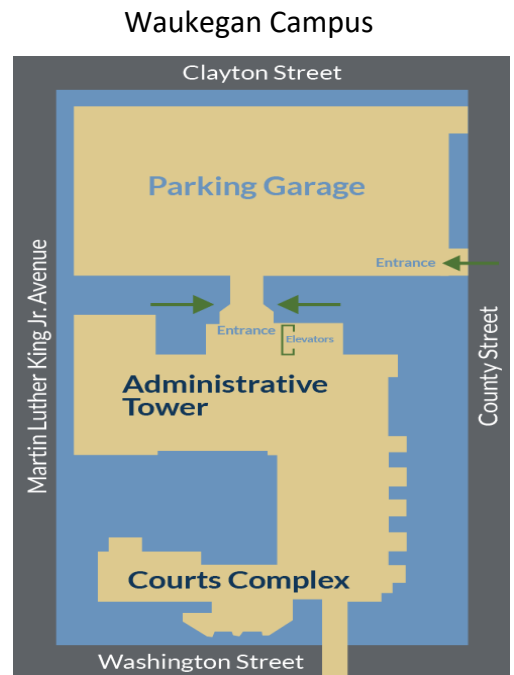 Waukegan Campus
Clayton Street
Parking Garage
Entrance
Martin Luther King Jr. Avenue
County Street
Entrance
Elevators
Administrative
Tower
Courts Complex
Washington Street